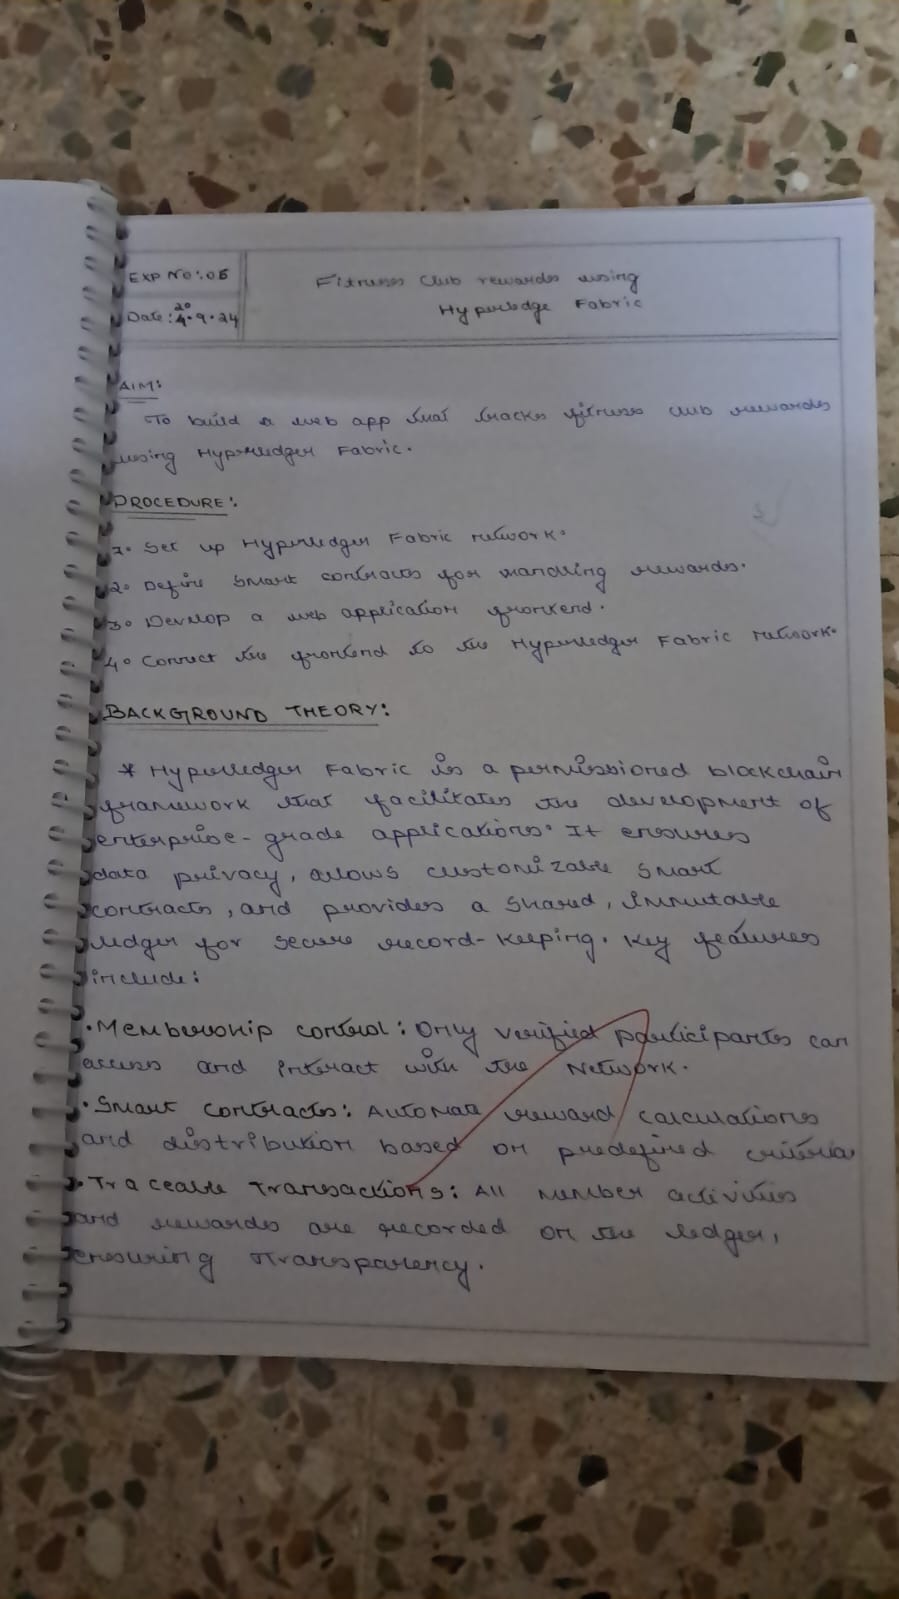 EXP NO:06
Fitness Club rewards using
Hyperledge Fabric
Date: 20.9.24
AIM:
To build a web app that tracks fitness club rewards
using Hyperledger Fabric.
PROCEDURE:
1. Set up Hyperledger Fabric network.
2. Define smart contracts for handling rewards.
3. Develop a web application frontend.
4. Connect the frontend to the Hyperledger Fabric network.
BACKGROUND THEORY:
* Hyperledger Fabric is a permissioned blockchain
framework that facilitates the development of
enterprise-grade applications. It ensures
data privacy, allows customizable smart
contracts, and provides a shared, immutable
ledger for secure record-keeping. Key features
include:
• Membership control: Only verified participants can
access and interact with the Network.
• Smart contracts: Automate reward calculations
and distribution based on predefined criteria
• Traceable Transactions: All member activities
and rewards are recorded on the ledger,
ensuring transparency.